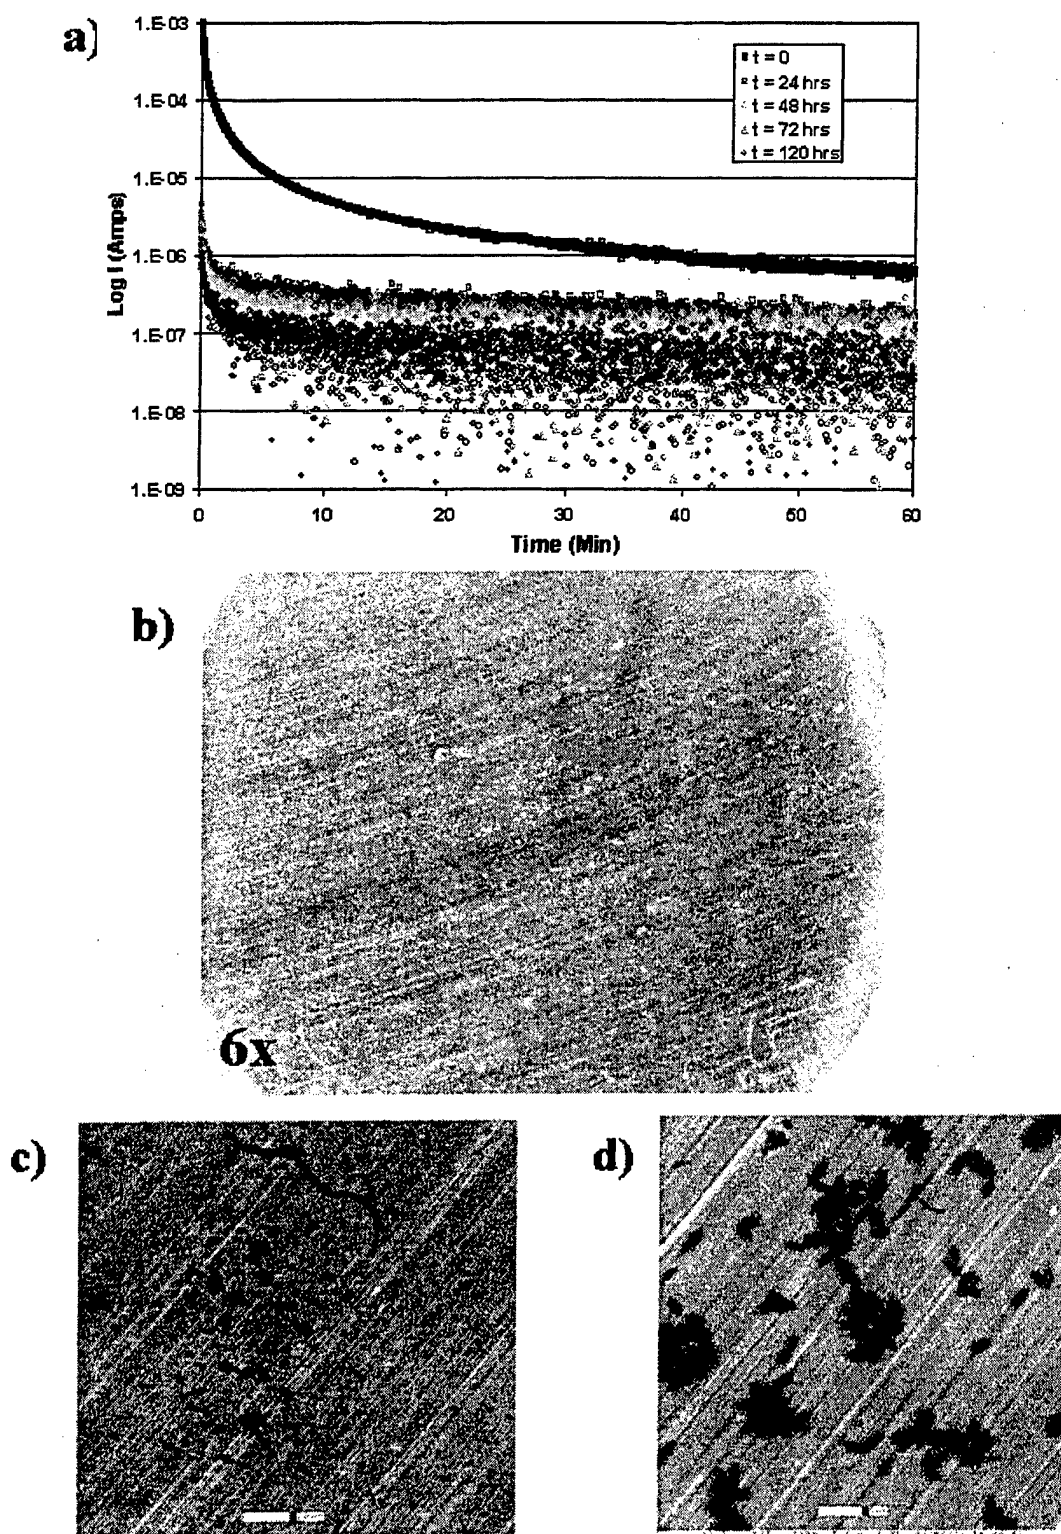 a)
1.E-03
1.E-04
1.E-05
1.E-06
1.E-07
1.E-08
1.E-09
Log I (Amps)
t = 0
t = 24 hrs
t = 48 hrs
t = 72 hrs
t = 120 hrs
0 10 20 30 40 50 60
Time (Min)
b)
6x
c)
d)